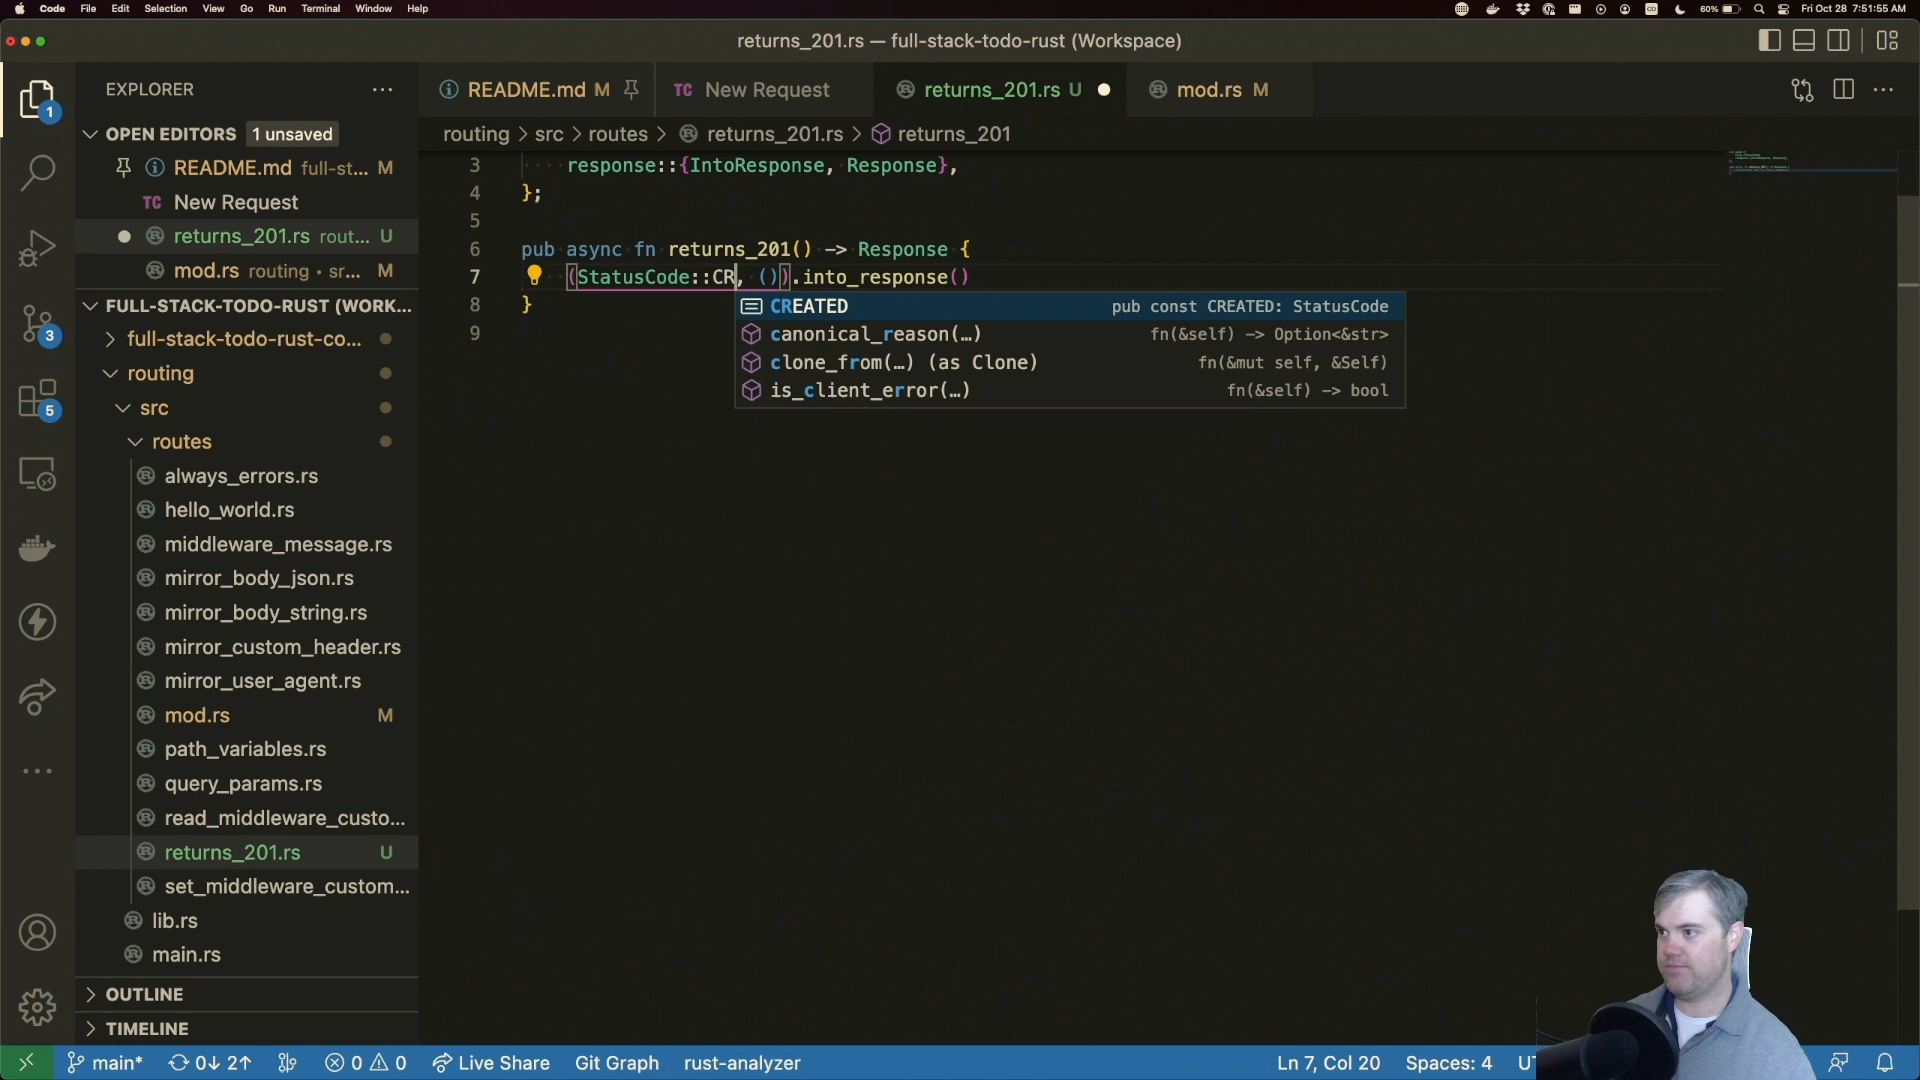 Code File Edit Selection View Go Run Terminal Window Help
60% Fri Oct 28 7:51:55 AM
returns_201.rs — full-stack-todo-rust (Workspace)
EXPLORER
README.md M
TC New Request
returns_201.rs U
mod.rs M
routing > src > routes > returns_201.rs > returns_201
OPEN EDITORS 1 unsaved
README.md full-st... M
TC New Request
returns_201.rs rout... U
mod.rs routing • sr... M
FULL-STACK-TODO-RUST (WORK...
full-stack-todo-rust-co...
routing
src
routes
always_errors.rs
hello_world.rs
middleware_message.rs
mirror_body_json.rs
mirror_body_string.rs
mirror_custom_header.rs
mirror_user_agent.rs
mod.rs M
path_variables.rs
query_params.rs
read_middleware_custo...
returns_201.rs U
set_middleware_custom...
lib.rs
main.rs
OUTLINE
TIMELINE
1
3
5
3 response::{IntoResponse, Response},
4 };
5
6 pub async fn returns_201() -> Response {
7 (StatusCode::CR, ()).into_response()
8 }
9
CREATED pub const CREATED: StatusCode
canonical_reason(…) fn(&self) -> Option<&str>
clone_from(…) (as Clone) fn(&mut self, &Self)
is_client_error(…) fn(&self) -> bool
main* 0↓ 2↑ 0 0 Live Share Git Graph rust-analyzer
Ln 7, Col 20 Spaces: 4